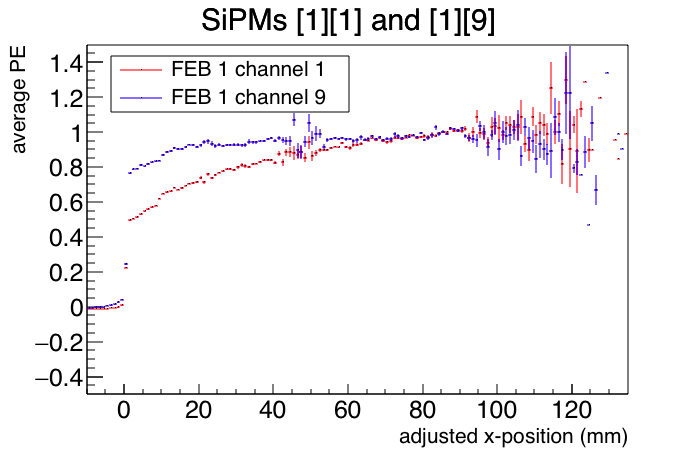 SiPMs [1][1] and [1][9]
average PE
FEB 1 channel 1
FEB 1 channel 9
1.4
1.2
1
0.8
0.6
0.4
0.2
0
−0.2
−0.4
0 20 40 60 80 100 120
adjusted x-position (mm)